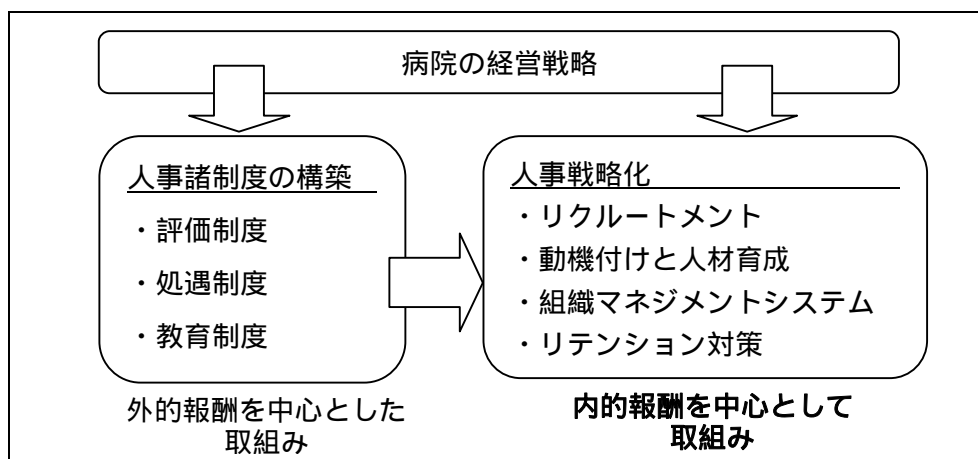 病院の経営戦略
人事諸制度の構築
・評価制度
・処遇制度
・教育制度
人事戦略化
・リクルートメント
・動機付けと人材育成
・組織マネジメントシステム
・リテンション対策
外的報酬を中心とした
取組み
内的報酬を中心として
取組み